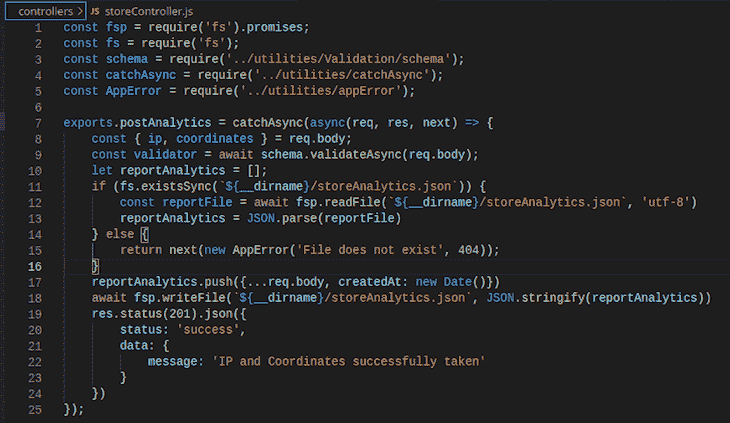 controllers > JS storeController.js
1 const fsp = require('fs').promises;
2 const fs = require('fs');
3 const schema = require('../utilities/Validation/schema');
4 const catchAsync = require('../utilities/catchAsync');
5 const AppError = require('../utilities/appError');
6
7 exports.postAnalytics = catchAsync(async(req, res, next) => {
8     const { ip, coordinates } = req.body;
9     const validator = await schema.validateAsync(req.body);
10     let reportAnalytics = [];
11     if (fs.existsSync(`${__dirname}/storeAnalytics.json`)) {
12         const reportFile = await fsp.readFile(`${__dirname}/storeAnalytics.json`, 'utf-8')
13         reportAnalytics = JSON.parse(reportFile)
14     } else {
15         return next(new AppError('File does not exist', 404));
16     }
17     reportAnalytics.push({...req.body, createdAt: new Date()})
18     await fsp.writeFile(`${__dirname}/storeAnalytics.json`, JSON.stringify(reportAnalytics))
19     res.status(201).json({
20         status: 'success',
21         data: {
22             message: 'IP and Coordinates successfully taken'
23         }
24     })
25 });